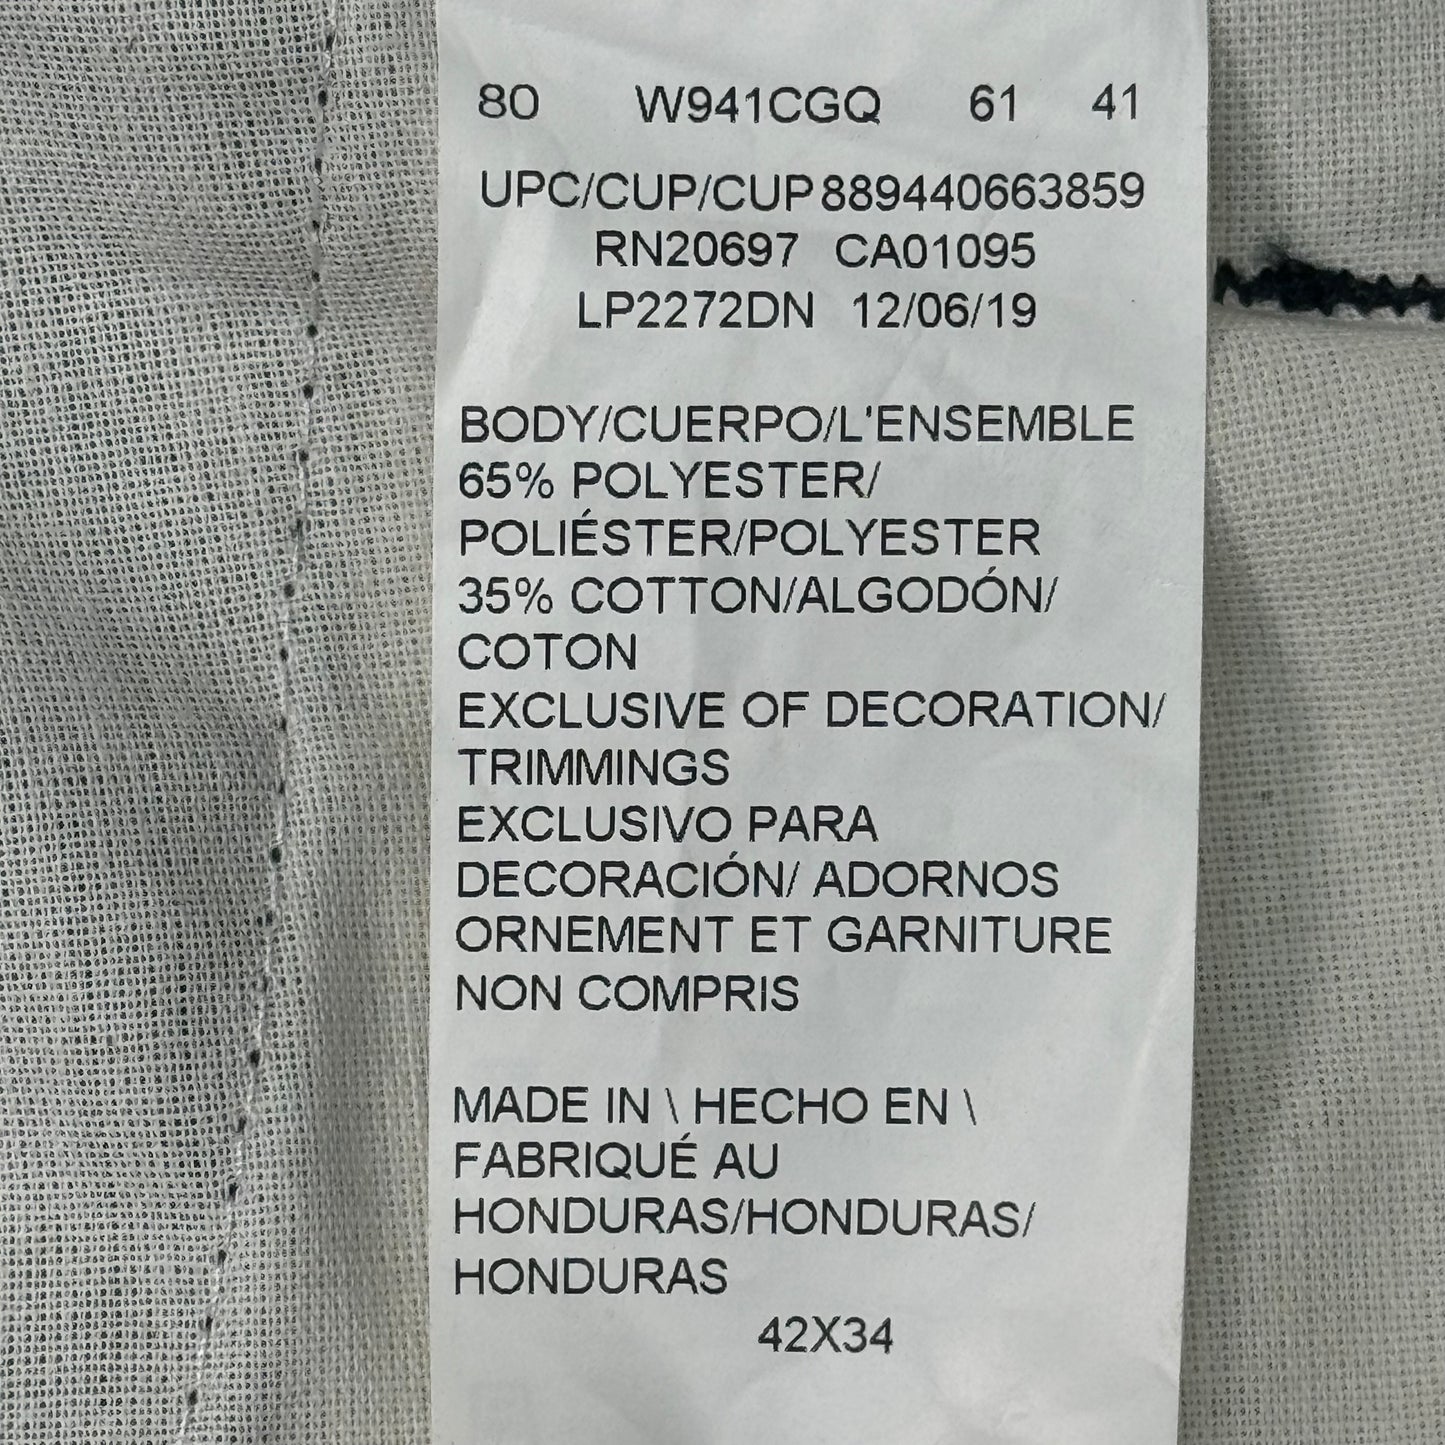 80 W941CGQ 61 41
UPC/CUP/CUP889440663859
RN20697 CA01095
LP2272DN 12/06/19
BODY/CUERPO/L'ENSEMBLE
65% POLYESTER/
POLIÉSTER/POLYESTER
35% COTTON/ALGODÓN/
COTON
EXCLUSIVE OF DECORATION/
TRIMMINGS
EXCLUSIVO PARA
DECORACIÓN/ ADORNOS
ORNEMENT ET GARNITURE
NON COMPRIS
MADE IN \ HECHO EN \
FABRIQUÉ AU
HONDURAS/HONDURAS/
HONDURAS
42X34